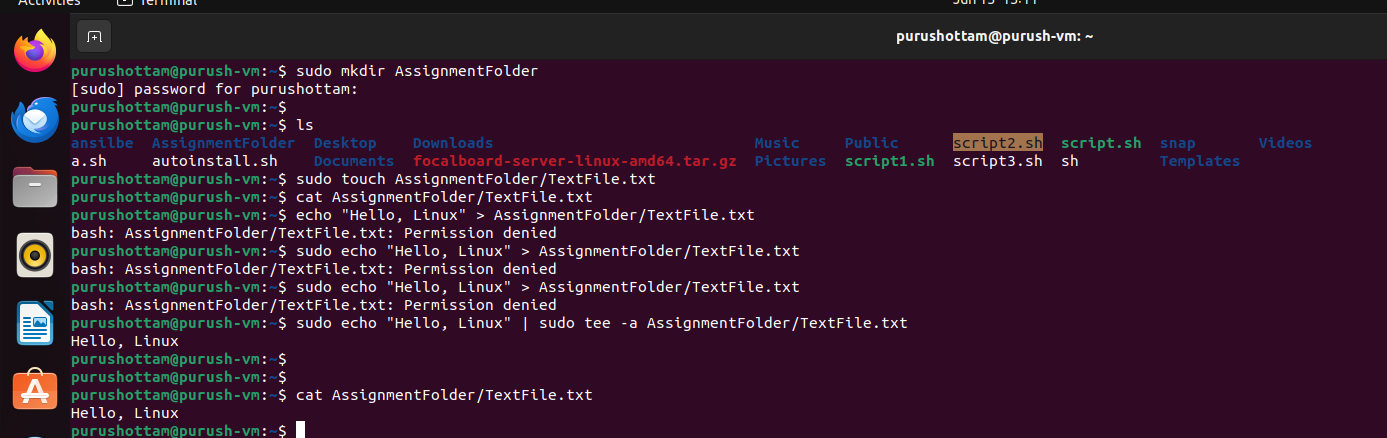 Activities Terminal Jun 15 15:11
purushottam@purush-vm: ~
purushottam@purush-vm:~$ sudo mkdir AssignmentFolder
[sudo] password for purushottam:
purushottam@purush-vm:~$
purushottam@purush-vm:~$ ls
ansilbe AssignmentFolder Desktop Downloads Music Public script2.sh script.sh snap Videos
a.sh autoinstall.sh Documents focalboard-server-linux-amd64.tar.gz Pictures script1.sh script3.sh sh Templates
purushottam@purush-vm:~$ sudo touch AssignmentFolder/TextFile.txt
purushottam@purush-vm:~$ cat AssignmentFolder/TextFile.txt
purushottam@purush-vm:~$ echo "Hello, Linux" > AssignmentFolder/TextFile.txt
bash: AssignmentFolder/TextFile.txt: Permission denied
purushottam@purush-vm:~$ sudo echo "Hello, Linux" > AssignmentFolder/TextFile.txt
bash: AssignmentFolder/TextFile.txt: Permission denied
purushottam@purush-vm:~$ sudo echo "Hello, Linux" > AssignmentFolder/TextFile.txt
bash: AssignmentFolder/TextFile.txt: Permission denied
purushottam@purush-vm:~$ sudo echo "Hello, Linux" | sudo tee -a AssignmentFolder/TextFile.txt
Hello, Linux
purushottam@purush-vm:~$
purushottam@purush-vm:~$
purushottam@purush-vm:~$ cat AssignmentFolder/TextFile.txt
Hello, Linux
purushottam@purush-vm:~$